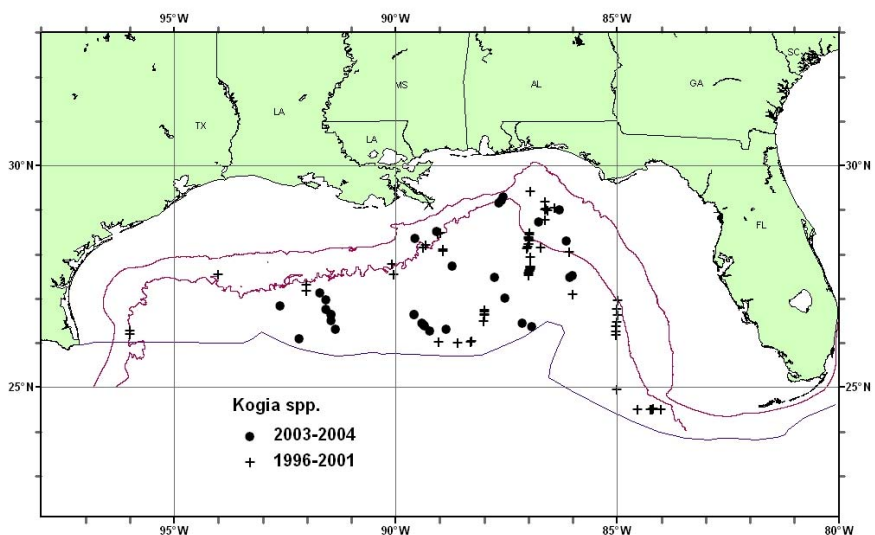 95°W 90°W 85°W
SC
MS AL GA
LA
TX
LA
30°N 30°N
FL
25°N 25°N
Kogia spp.
2003-2004
1996-2001
95°W 90°W 85°W 80°W